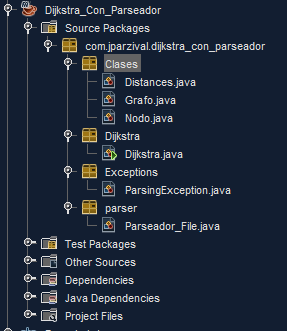 Dijkstra_Con_Parseador
Source Packages
com.jparzival.dijkstra_con_parseador
Clases
Distances.java
Grafo.java
Nodo.java
Dijkstra
Dijkstra.java
Exceptions
ParsingException.java
parser
Parseador_File.java
Test Packages
Other Sources
Dependencies
Java Dependencies
Project Files